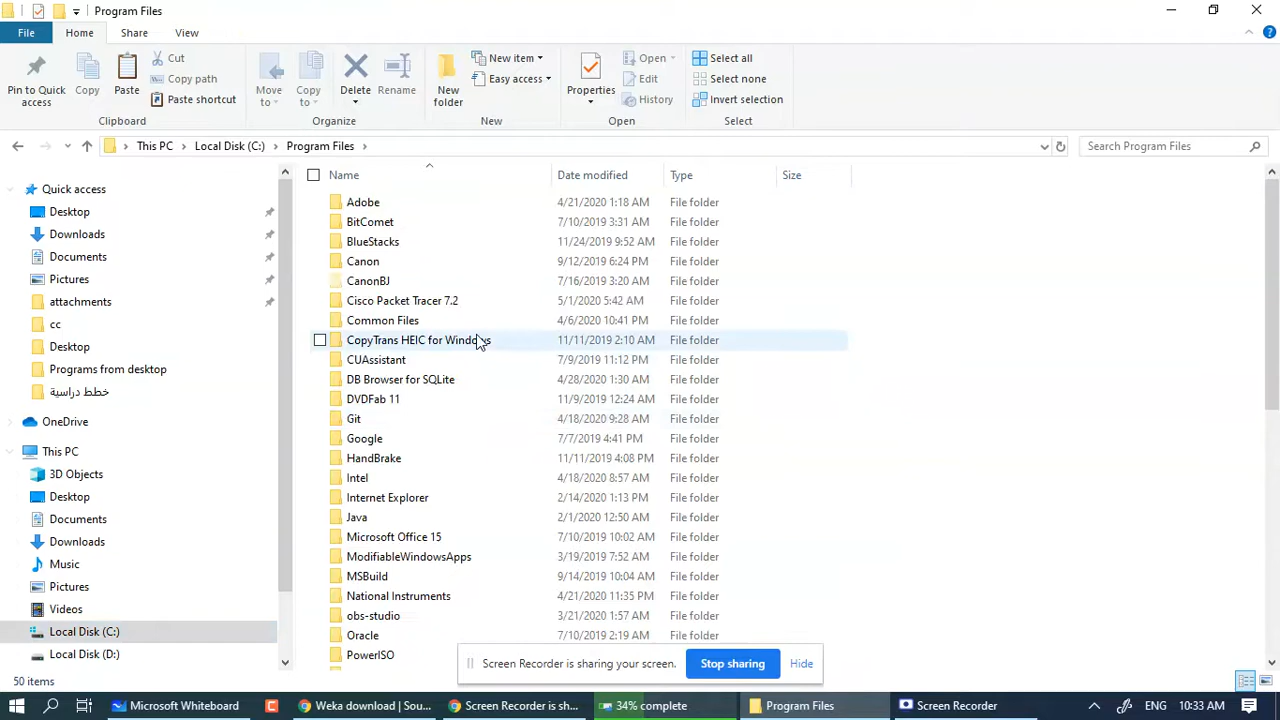 Program Files
File
Home
Share
View
Pin to Quick access
Copy
Paste
Cut
Copy path
Paste shortcut
Clipboard
Move to
Copy to
Delete
Rename
Organize
New folder
New item
Easy access
New
Properties
Open
Edit
History
Open
Select all
Select none
Invert selection
Select
This PC > Local Disk (C:) > Program Files >
Search Program Files
Quick access
Desktop
Downloads
Documents
Pictures
attachments
cc
Desktop
Programs from desktop
خطط دراسية
OneDrive
This PC
3D Objects
Desktop
Documents
Downloads
Music
Pictures
Videos
Local Disk (C:)
Local Disk (D:)
Name Date modified Type Size
Adobe 4/21/2020 1:18 AM File folder
BitComet 7/10/2019 3:31 AM File folder
BlueStacks 11/24/2019 9:52 AM File folder
Canon 9/12/2019 6:24 PM File folder
CanonBJ 7/16/2019 3:20 AM File folder
Cisco Packet Tracer 7.2 5/1/2020 5:42 AM File folder
Common Files 4/6/2020 10:41 PM File folder
CopyTrans HEIC for Windows 11/11/2019 2:10 AM File folder
CUAssistant 7/9/2019 11:12 PM File folder
DB Browser for SQLite 4/28/2020 1:30 AM File folder
DVDFab 11 11/9/2019 12:24 AM File folder
Git 4/18/2020 9:28 AM File folder
Google 7/7/2019 4:41 PM File folder
HandBrake 11/11/2019 4:08 PM File folder
Intel 4/18/2020 8:57 AM File folder
Internet Explorer 2/14/2020 1:13 PM File folder
Java 2/1/2020 12:50 AM File folder
Microsoft Office 15 7/10/2019 10:02 AM File folder
ModifiableWindowsApps 3/19/2019 7:52 AM File folder
MSBuild 9/14/2019 10:04 AM File folder
National Instruments 4/21/2020 11:35 PM File folder
obs-studio 3/21/2020 1:57 AM File folder
Oracle 7/10/2019 2:19 AM File folder
PowerISO
Screen Recorder is sharing your screen.
Stop sharing
Hide
50 items
Microsoft Whiteboard
Weka download | Sou...
Screen Recorder is sh...
34% complete
Program Files
Screen Recorder
10:33 AM